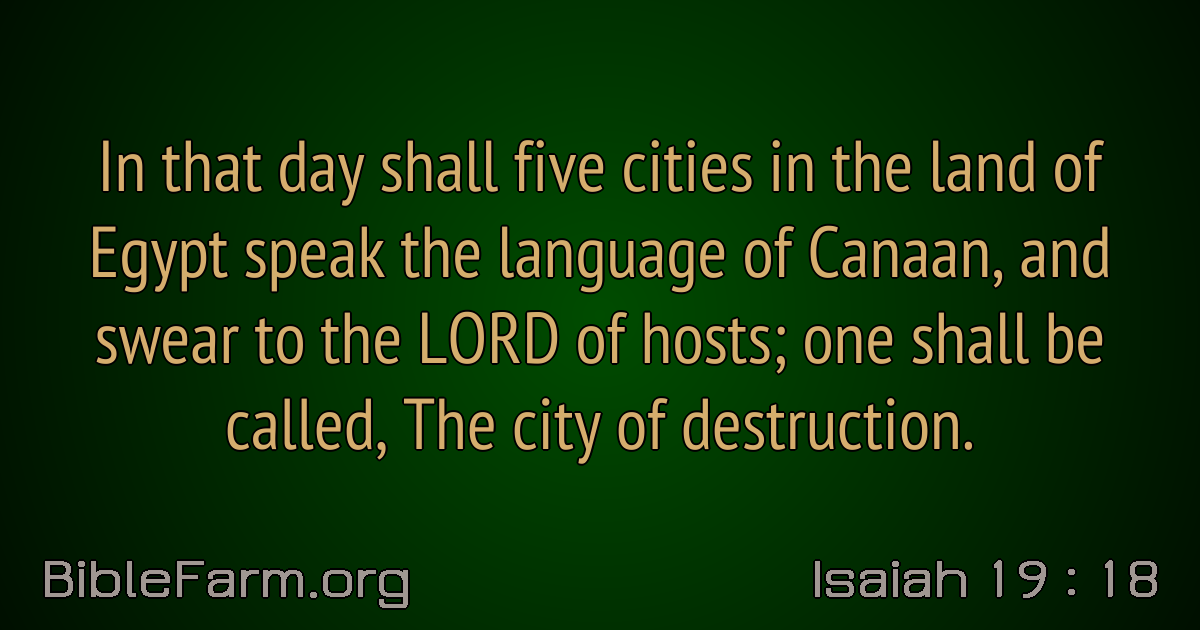 In that day shall five cities in the land of
Egypt speak the language of Canaan, and
swear to the LORD of hosts; one shall be
called, The city of destruction.
BibleFarm.org
Isaiah 19 : 18